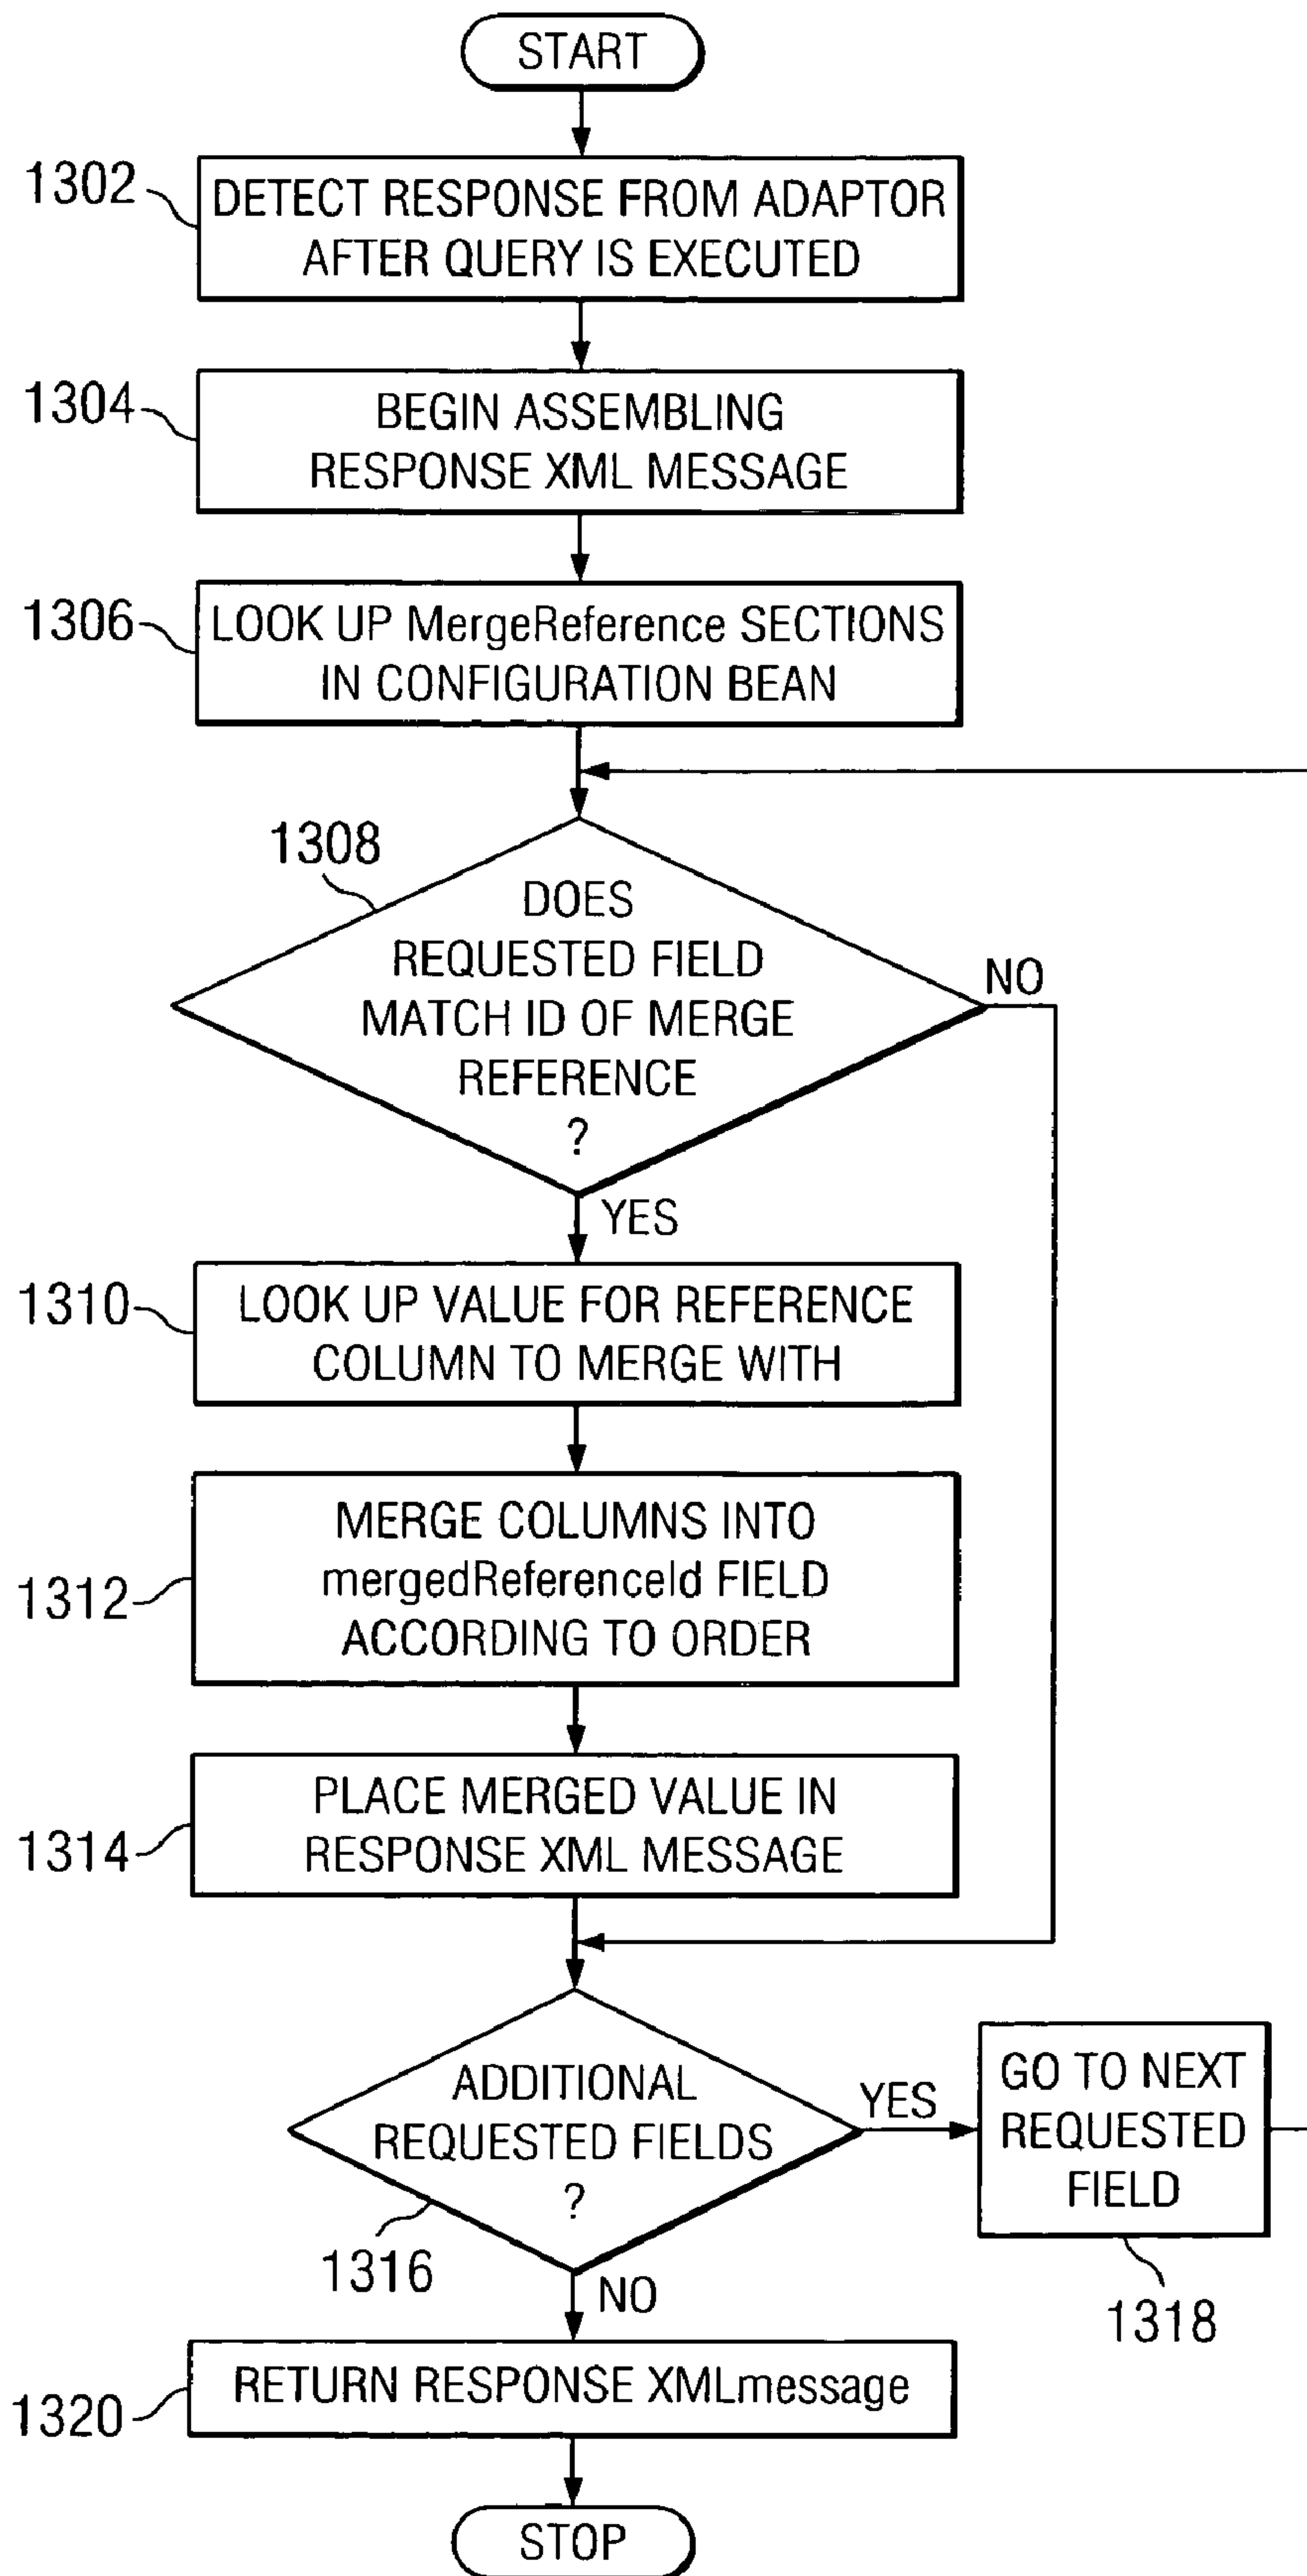 START
1302
DETECT RESPONSE FROM ADAPTOR
AFTER QUERY IS EXECUTED
1304
BEGIN ASSEMBLING
RESPONSE XML MESSAGE
1306
LOOK UP MergeReference SECTIONS
IN CONFIGURATION BEAN
1308
DOES
REQUESTED FIELD
MATCH ID OF MERGE
REFERENCE
?
NO
YES
1310
LOOK UP VALUE FOR REFERENCE
COLUMN TO MERGE WITH
1312
MERGE COLUMNS INTO
mergedReferenceId FIELD
ACCORDING TO ORDER
1314
PLACE MERGED VALUE IN
RESPONSE XML MESSAGE
ADDITIONAL
REQUESTED FIELDS
?
1316
YES
GO TO NEXT
REQUESTED
FIELD
1318
NO
1320
RETURN RESPONSE XMLmessage
STOP